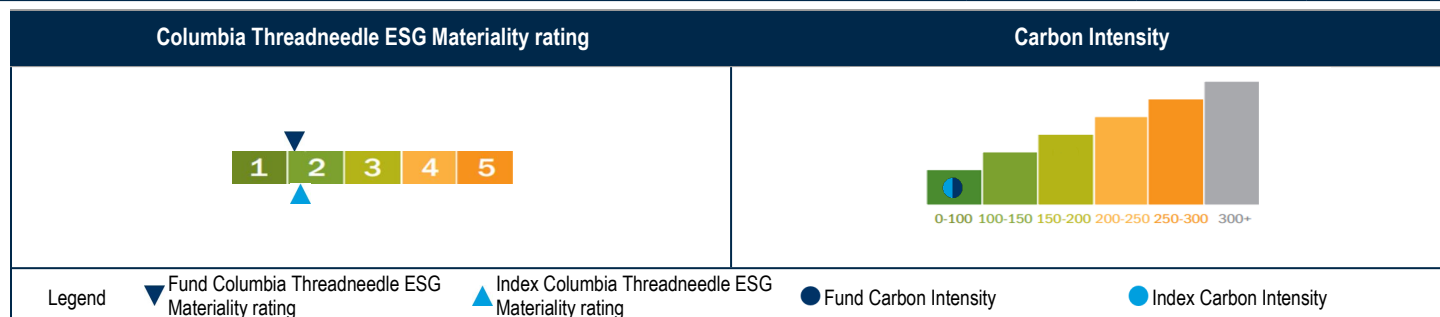 Columbia Threadneedle ESG Materiality rating
Carbon Intensity
1 2 3 4 5
0-100 100-150 150-200 200-250 250-300 300+
Legend
Fund Columbia Threadneedle ESG
Materiality rating
Index Columbia Threadneedle ESG
Materiality rating
Fund Carbon Intensity
Index Carbon Intensity